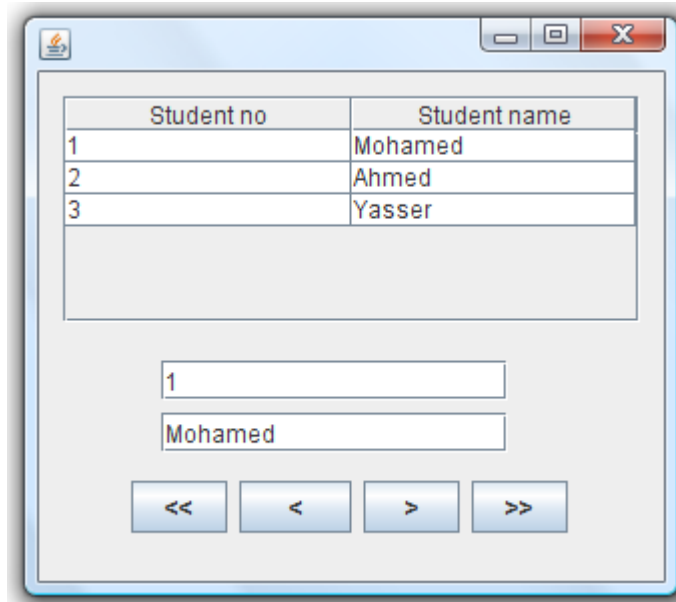 Student no Student name
1 Mohamed
2 Ahmed
3 Yasser
1
Mohamed
<< < > >>